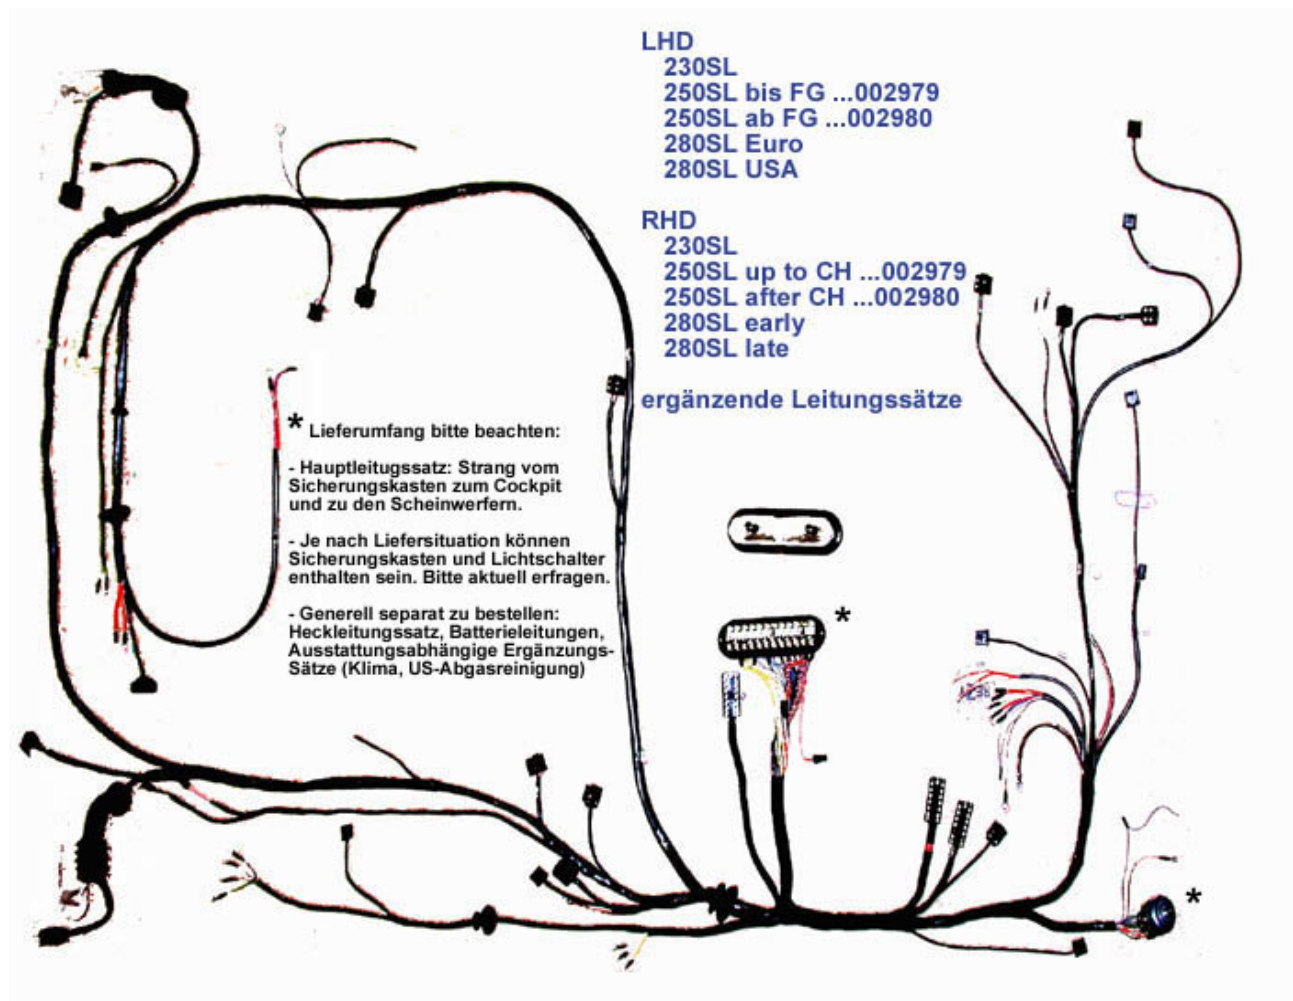 LHD
230SL
250SL bis FG ...002979
250SL ab FG ...002980
280SL Euro
280SL USA
RHD
230SL
250SL up to CH ...002979
250SL after CH ...002980
280SL early
280SL late
ergänzende Leitungssätze
* Lieferumfang bitte beachten:
- Hauptleitugssatz: Strang vom
Sicherungskasten zum Cockpit
und zu den Scheinwerfern.
- Je nach Liefersituation können
Sicherungskasten und Lichtschalter
enthalten sein. Bitte aktuell erfragen.
- Generell separat zu bestellen:
Heckleitungssatz, Batterieleitungen,
Ausstattungsabhängige Ergänzungs-
Sätze (Klima, US-Abgasreinigung)
*
*